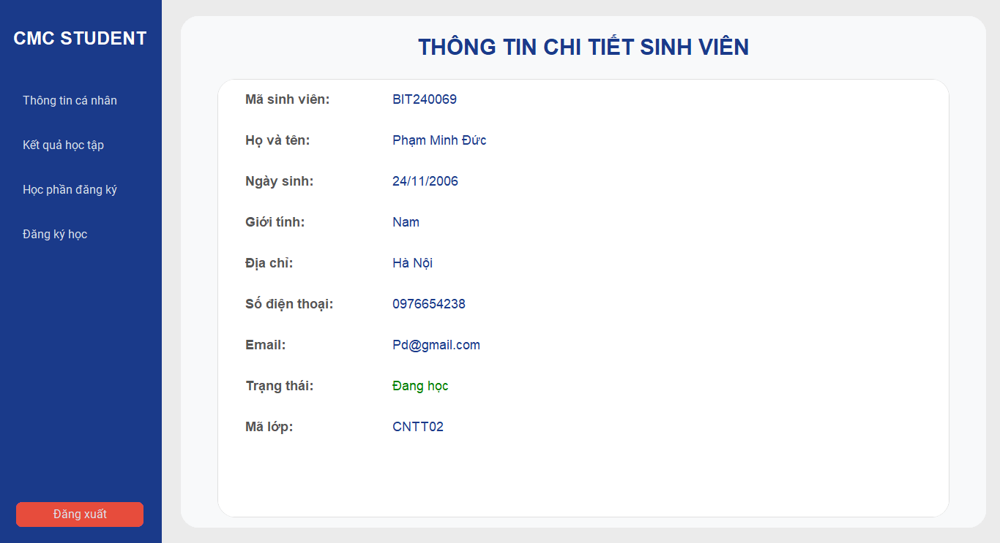 CMC STUDENT
Thông tin cá nhân
Kết quả học tập
Học phần đăng ký
Đăng ký học
Đăng xuất
THÔNG TIN CHI TIẾT SINH VIÊN
Mã sinh viên: BIT240069
Họ và tên: Phạm Minh Đức
Ngày sinh: 24/11/2006
Giới tính: Nam
Địa chỉ: Hà Nội
Số điện thoại: 0976654238
Email: Pd@gmail.com
Trạng thái: Đang học
Mã lớp: CNTT02